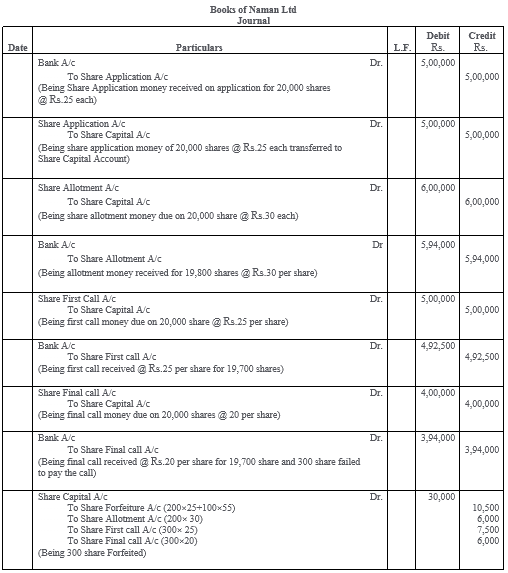 Books of Naman Ltd
Journal
Date Particulars L.F. Debit Rs. Credit Rs.
Bank A/c Dr. 5,00,000
To Share Application A/c 5,00,000
(Being Share Application money received on application for 20,000 shares
@ Rs.25 each)
Share Application A/c Dr. 5,00,000
To Share Capital A/c 5,00,000
(Being share application money of 20,000 shares @ Rs.25 each transferred to
Share Capital Account)
Share Allotment A/c Dr. 6,00,000
To Share Capital A/c 6,00,000
(Being share allotment money due on 20,000 share @ Rs.30 each)
Bank A/c Dr 5,94,000
To Share Allotment A/c 5,94,000
(Being allotment money received for 19,800 shares @ Rs.30 per share)
Share First Call A/c Dr. 5,00,000
To Share Capital A/c 5,00,000
(Being first call money due on 20,000 share @ Rs.25 per share)
Bank A/c Dr. 4,92,500
To Share First call A/c 4,92,500
(Being first call received @ Rs.25 per share for 19,700 shares)
Share Final call A/c Dr. 4,00,000
To Share Capital A/c 4,00,000
(Being final call money due on 20,000 shares @ 20 per share)
Bank A/c Dr. 3,94,000
To Share Final call A/c 3,94,000
(Being final call received @ Rs.20 per share for 19,700 share and 300 share failed
to pay the call)
Share Capital A/c Dr. 30,000
To Share Forfeiture A/c (200×25+100×55) 10,500
To Share Allotment A/c (200× 30) 6,000
To Share First call A/c (300× 25) 7,500
To Share Final call A/c (300×20) 6,000
(Being 300 share Forfeited)